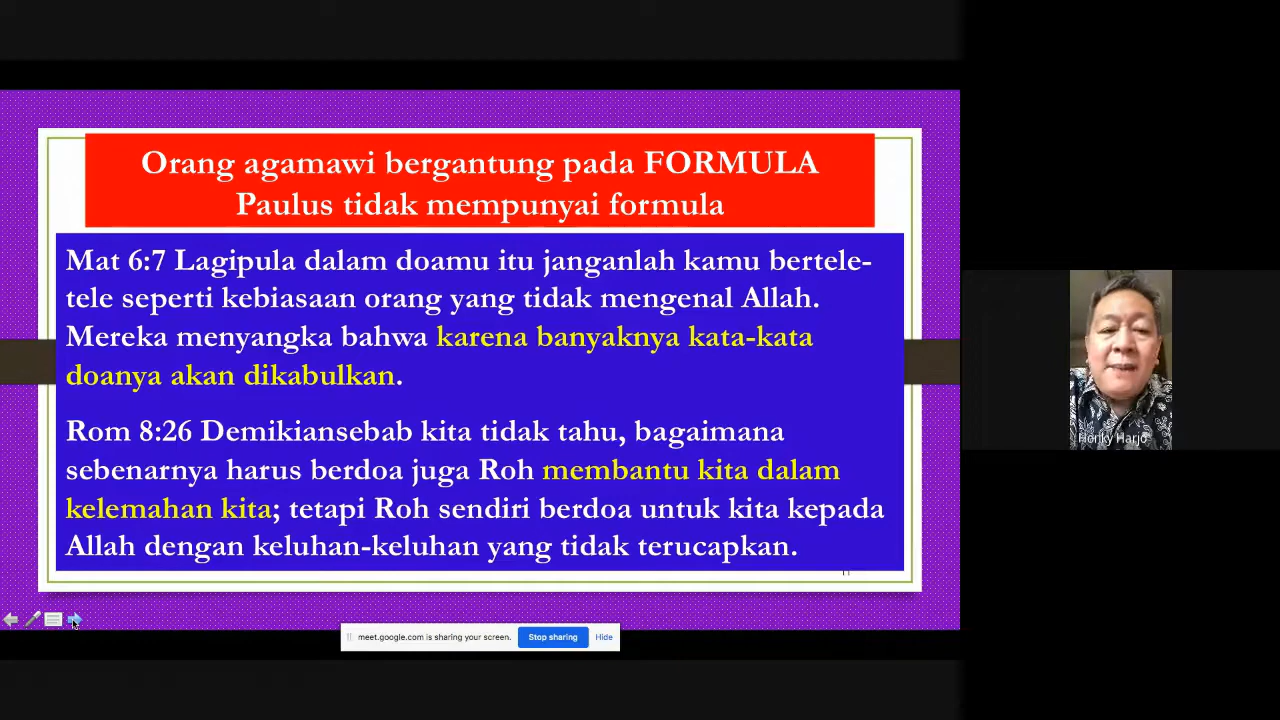 Orang agamawi bergantung pada FORMULA
Paulus tidak mempunyai formula
Mat 6:7 Lagipula dalam doamu itu janganlah kamu bertele-
tele seperti kebiasaan orang yang tidak mengenal Allah.
Mereka menyangka bahwa karena banyaknya kata-kata
doanya akan dikabulkan.
Rom 8:26 Demikiansebab kita tidak tahu, bagaimana
sebenarnya harus berdoa juga Roh membantu kita dalam
kelemahan kita; tetapi Roh sendiri berdoa untuk kita kepada
Allah dengan keluhan-keluhan yang tidak terucapkan.
meet.google.com is sharing your screen. Stop sharing Hide
Honky Harjo